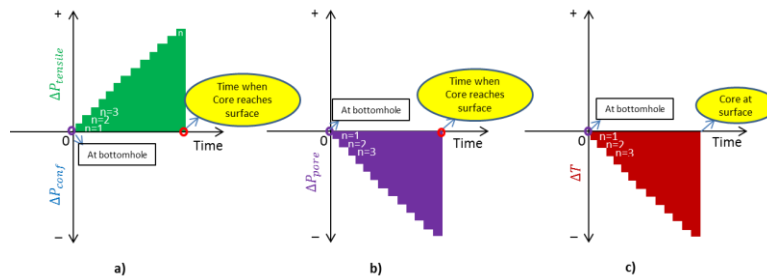 +
n
ΔP_tensile
n=3
n=2
n=1
0
Time
Time when
Core reaches
surface
At bottomhole
ΔP_conf
−
a)
+
Time when
Core reaches
surface
At bottomhole
0
n=1
n=2
n=3
Time
ΔP_pore
−
b)
+
At bottomhole
Core at
surface
0
n=1
n=2
n=3
Time
ΔT
−
c)